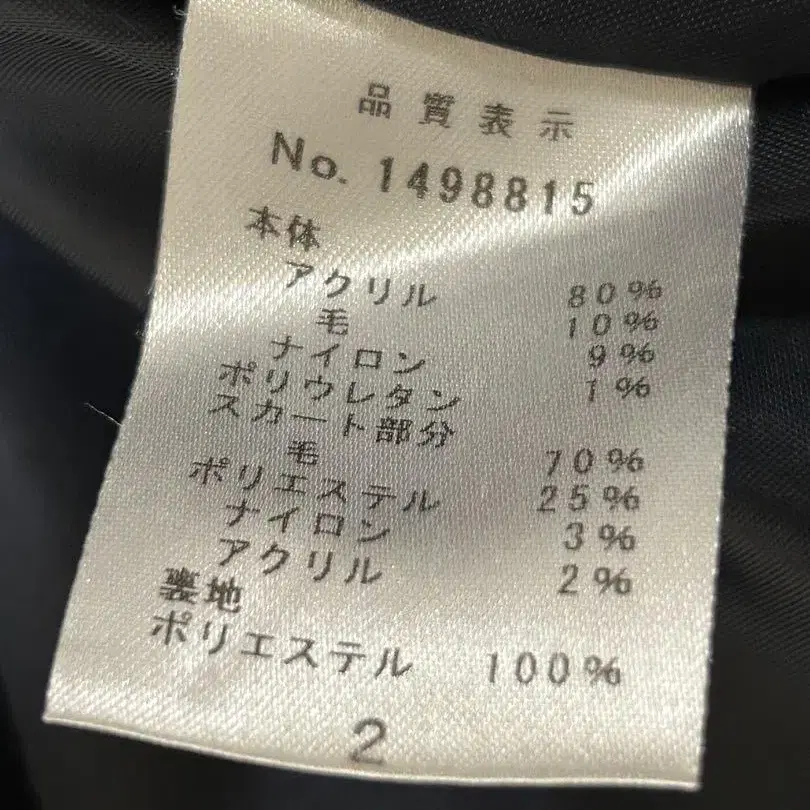 品質表示
No. 1498815
本体
アクリル 80%
毛 10%
ナイロン 9%
ポリウレタン 1%
スカート部分
毛 70%
ポリエステル 25%
ナイロン 3%
アクリル 2%
裏地
ポリエステル 100%
2